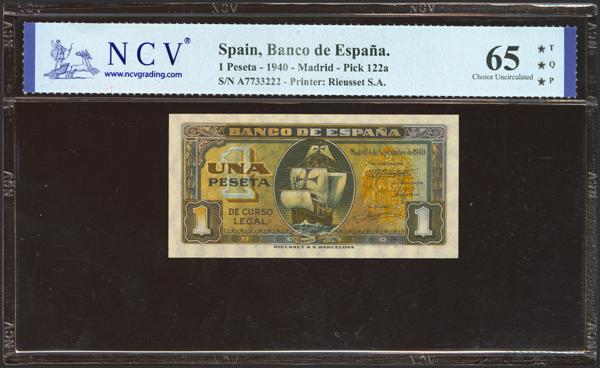 NCV®
www.ncvgrading.com
Spain, Banco de España.
1 Peseta - 1940 - Madrid - Pick 122a
S/N A7733222 - Printer: Rieusset S.A.
65
Choice Uncirculated
★ T
★ Q
★ P
BANCO DE ESPAÑA
Madrid 4 de Septiembre de 1940
1
UNA
PESETA
DE CURSO
LEGAL
1
1
RIEUSSET S.A. BARCELONA